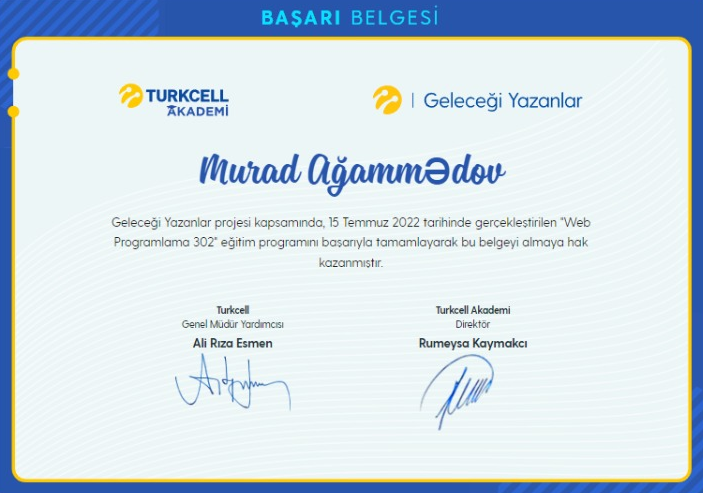 BAŞARI BELGESİ
TURKCELL
AKADEMİ
Geleceği Yazanlar
Murad Ağammədov
Geleceği Yazanlar projesi kapsamında, 15 Temmuz 2022 tarihinde gerçekleştirilen "Web
Programlama 302" eğitim programını başarıyla tamamlayarak bu belgeyi almaya hak
kazanmıştır.
Turkcell
Genel Müdür Yardımcısı
Ali Rıza Esmen
Turkcell Akademi
Direktör
Rumeysa Kaymakcı